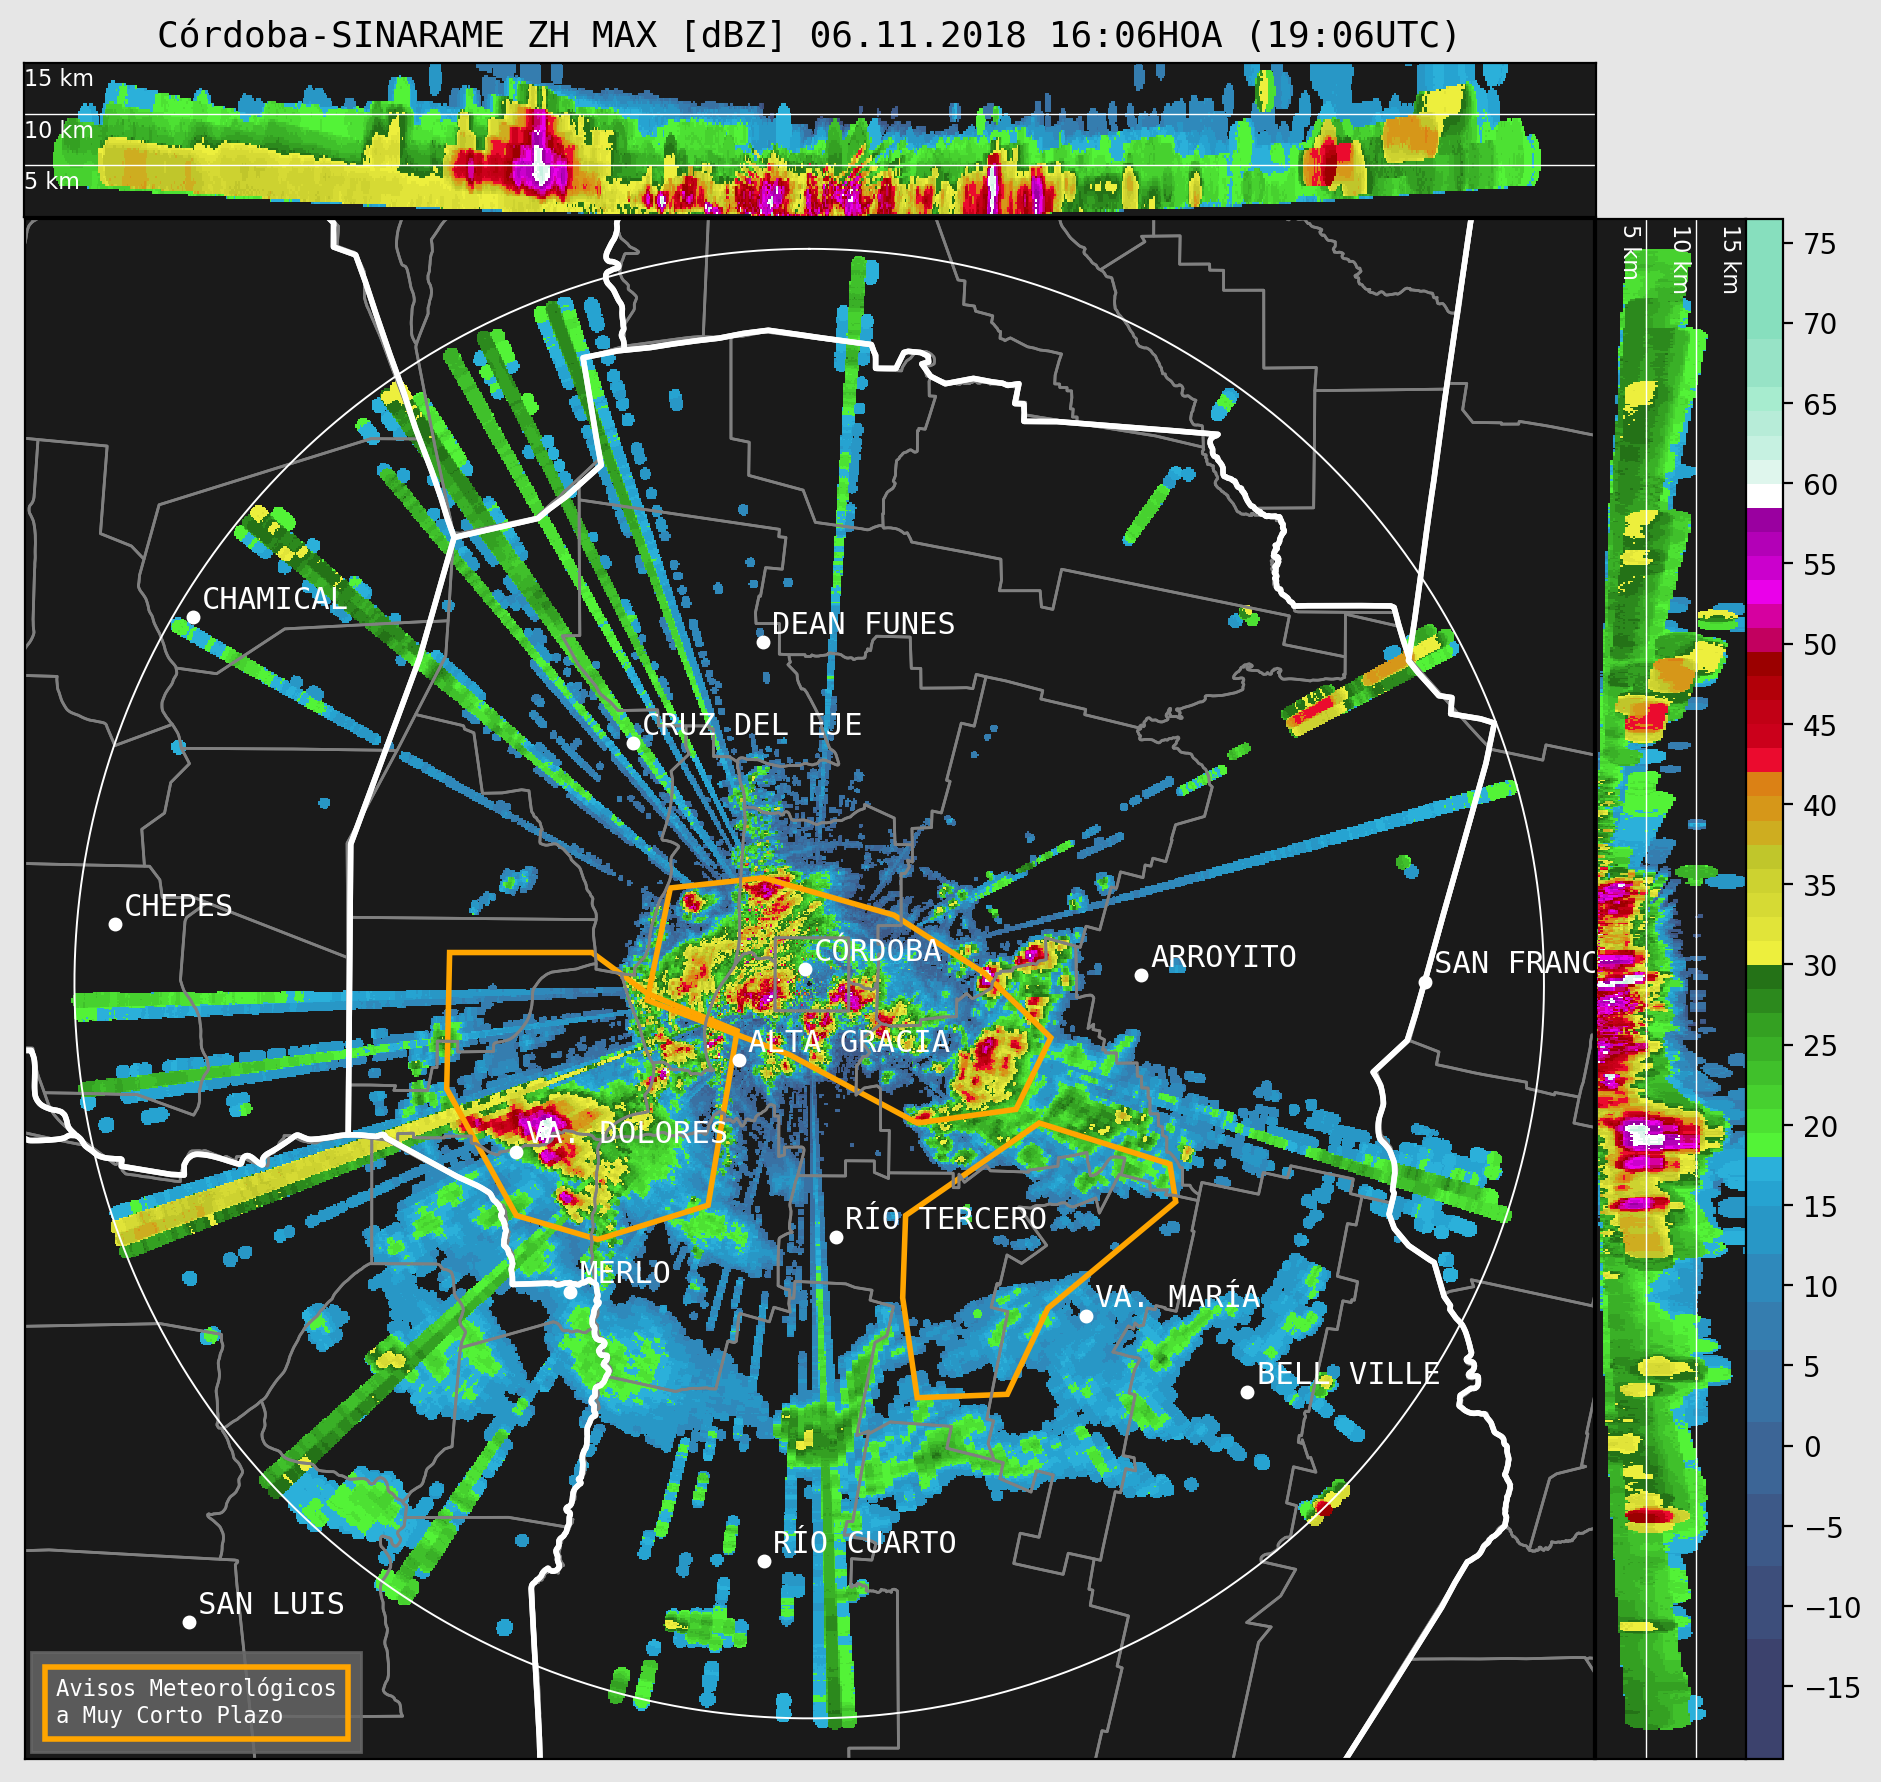 Córdoba-SINARAME ZH MAX [dBZ] 06.11.2018 16:06HOA (19:06UTC)
15 km
10 km
5 km
5 km
10 km
15 km
75
70
65
60
55
50
45
40
35
30
25
20
15
10
5
0
−5
−10
−15
CHAMICAL
DEAN FUNES
CRUZ DEL EJE
CHEPES
CÓRDOBA
ARROYITO
SAN FRANC
ALTA GRACIA
VA. DOLORES
RÍO TERCERO
MERLO
VA. MARÍA
BELL VILLE
RÍO CUARTO
SAN LUIS
Avisos Meteorológicos
a Muy Corto Plazo